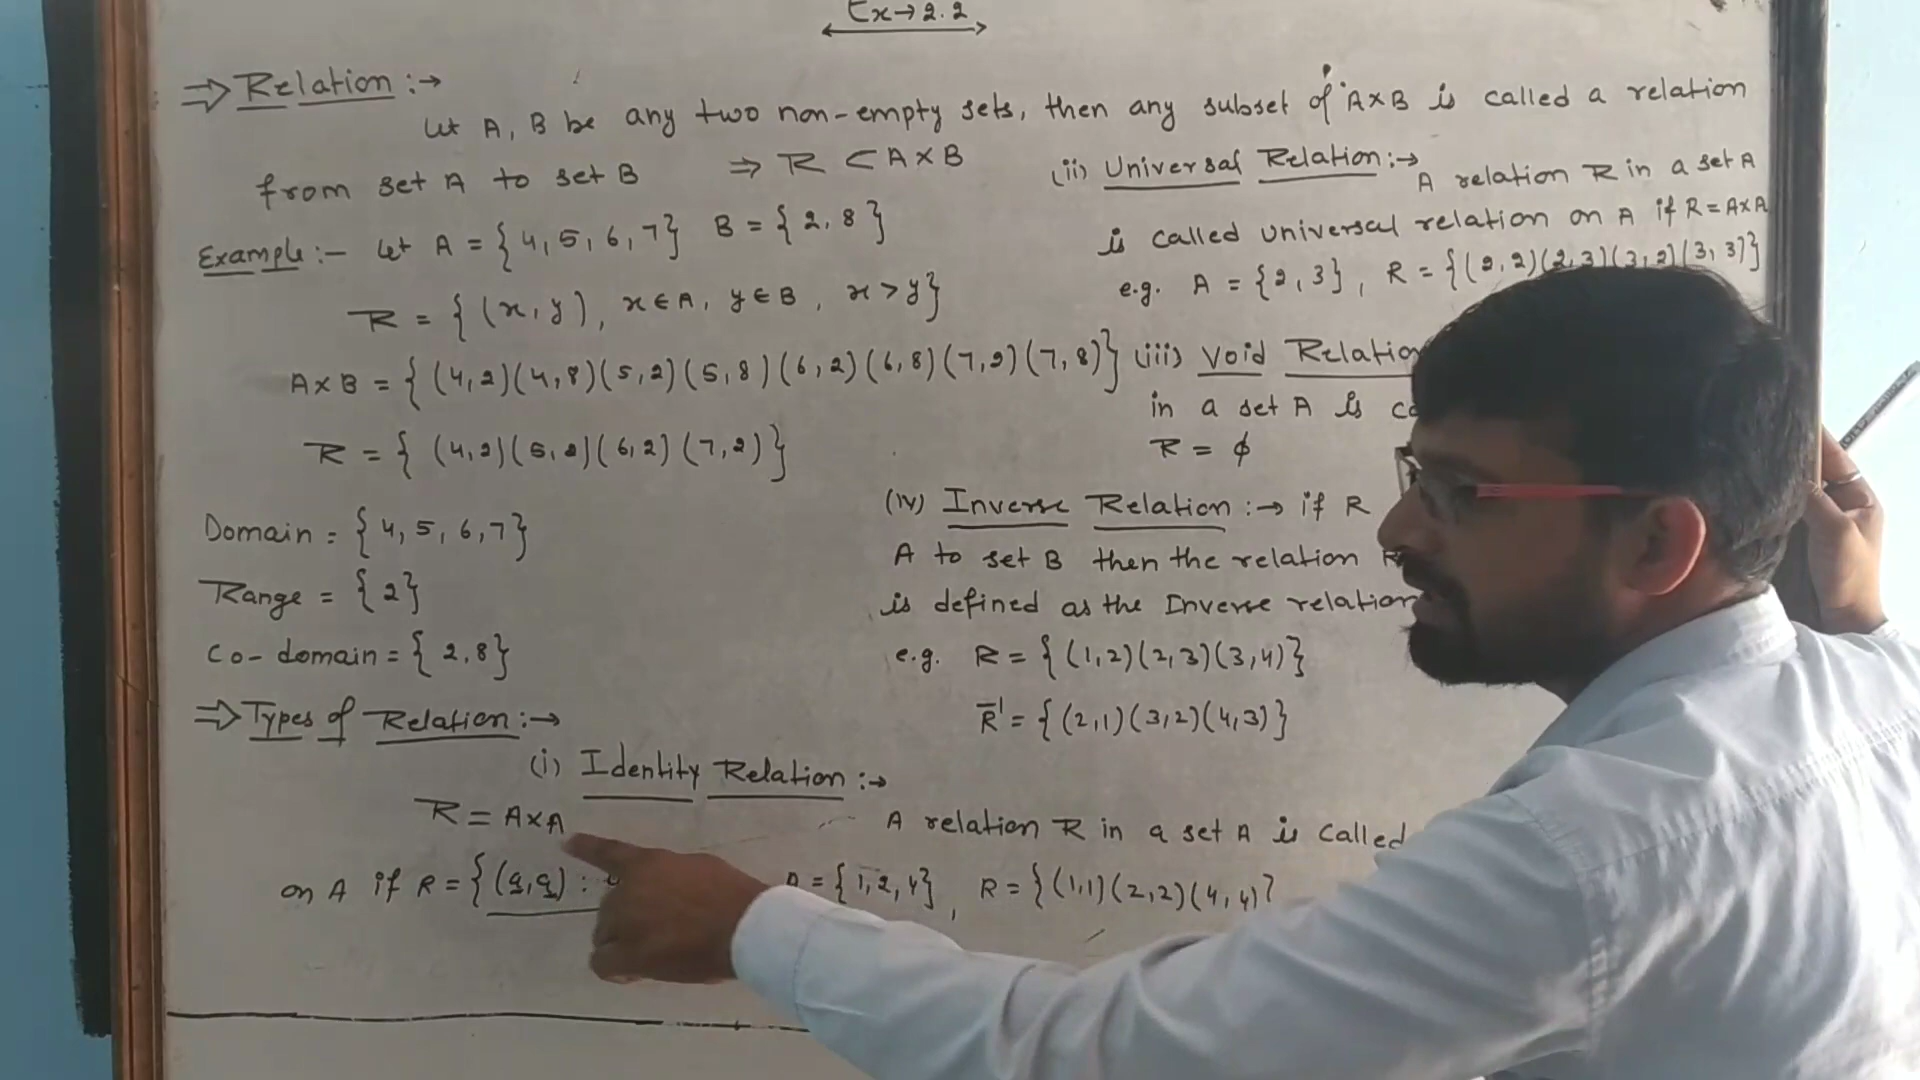 Ex→2.2
⇒ Relation :→
Let A, B be any two non-empty sets, then any subset of A×B is called a relation
from set A to set B ⇒ R ⊂ A×B
Example :- Let A = {4, 5, 6, 7} B = {2, 8}
R = {(x, y), x∈A, y∈B, x>y}
A×B = {(4,2)(4,8)(5,2)(5,8)(6,2)(6,8)(7,2)(7,8)}
R = {(4,2)(5,2)(6,2)(7,2)}
Domain = {4, 5, 6, 7}
Range = {2}
Co-domain = {2,8}
⇒ Types of Relation :→
(i) Identity Relation :→
R = A×A
A relation R in a set A is called
on A if R = {(a,a) :
A = {1,2,4}, R = {(1,1)(2,2)(4,4)}
(ii) Universal Relation :→
A relation R in a set A
is called universal relation on A if R = A×A
e.g. A = {2,3}, R = {(2,2)(2,3)(3,2)(3,3)}
(iii) Void Relation
in a set A is
R = ϕ
(iv) Inverse Relation :→ if R
A to set B then the relation
is defined as the Inverse relation
e.g. R = {(1,2)(2,3)(3,4)}
R⁻¹ = {(2,1)(3,2)(4,3)}